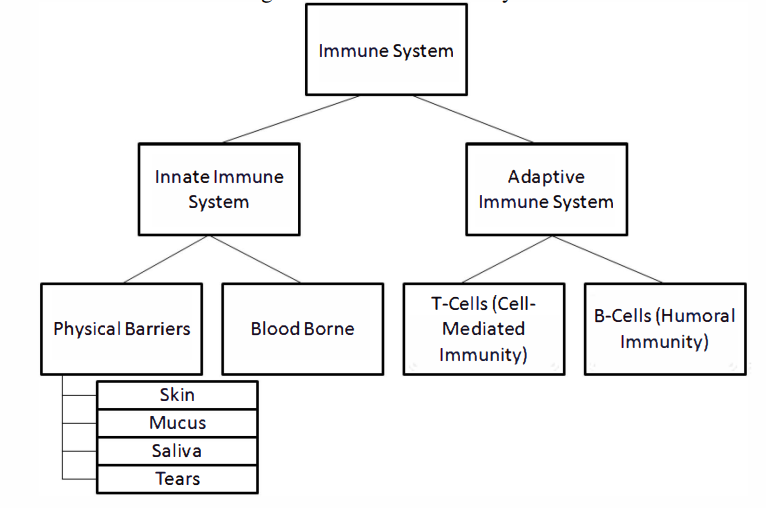 Immune System
Innate Immune
System
Adaptive
Immune System
Physical Barriers
Blood Borne
T-Cells (Cell-
Mediated
Immunity)
B-Cells (Humoral
Immunity)
Skin
Mucus
Saliva
Tears